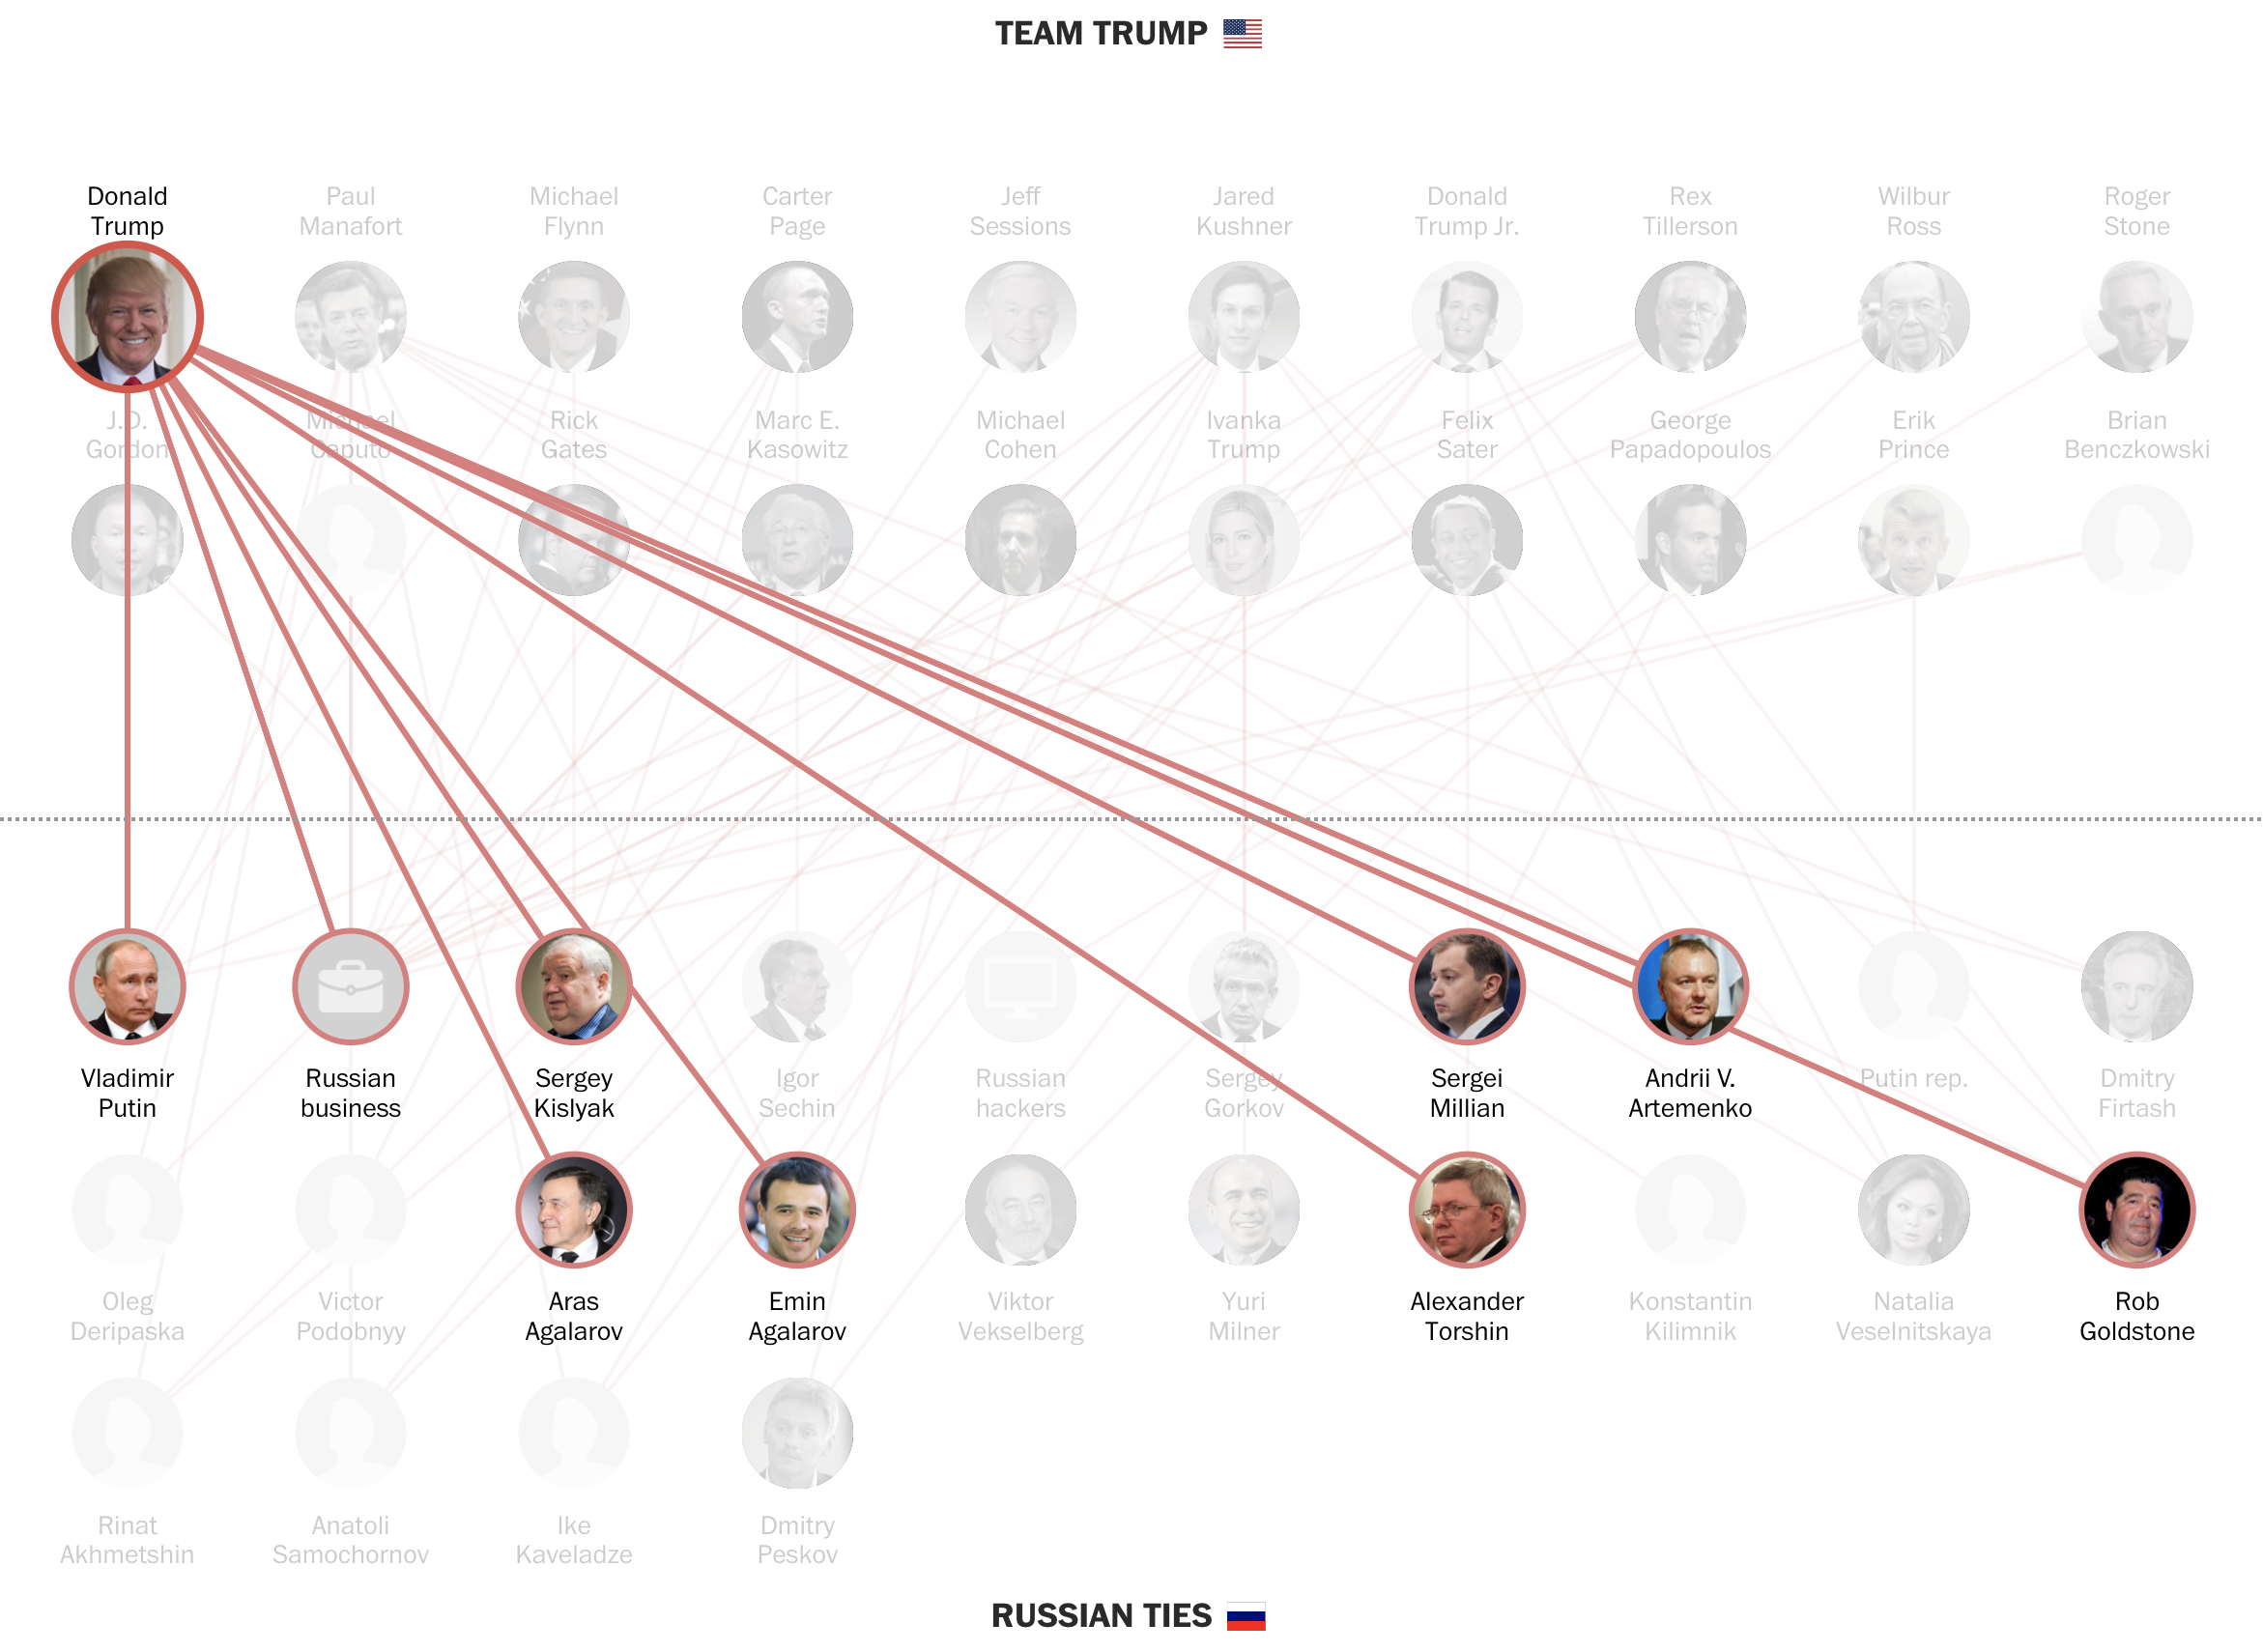 TEAM TRUMP
Donald
Trump
Paul
Manafort
Michael
Flynn
Carter
Page
Jeff
Sessions
Jared
Kushner
Donald
Trump Jr.
Rex
Tillerson
Wilbur
Ross
Roger
Stone
J.D.
Gordon
Michael
Caputo
Rick
Gates
Marc E.
Kasowitz
Michael
Cohen
Ivanka
Trump
Felix
Sater
George
Papadopoulos
Erik
Prince
Brian
Benczkowski
Vladimir
Putin
Russian
business
Sergey
Kislyak
Igor
Sechin
Russian
hackers
Sergey
Gorkov
Sergei
Millian
Andrii V.
Artemenko
Putin rep.
Dmitry
Firtash
Oleg
Deripaska
Victor
Podobnyy
Aras
Agalarov
Emin
Agalarov
Viktor
Vekselberg
Yuri
Milner
Alexander
Torshin
Konstantin
Kilimnik
Natalia
Veselnitskaya
Rob
Goldstone
Rinat
Akhmetshin
Anatoli
Samochornov
Ike
Kaveladze
Dmitry
Peskov
RUSSIAN TIES